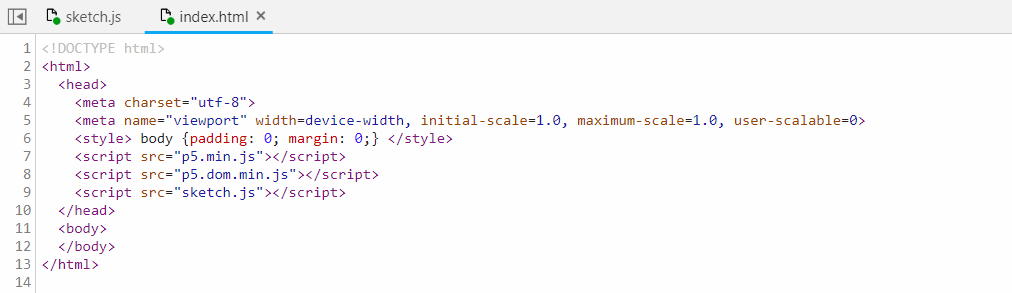 sketch.js index.html ×
1 <!DOCTYPE html>
2 <html>
3 <head>
4 <meta charset="utf-8">
5 <meta name="viewport" width=device-width, initial-scale=1.0, maximum-scale=1.0, user-scalable=0>
6 <style> body {padding: 0; margin: 0;} </style>
7 <script src="p5.min.js"></script>
8 <script src="p5.dom.min.js"></script>
9 <script src="sketch.js"></script>
10 </head>
11 <body>
12 </body>
13 </html>
14